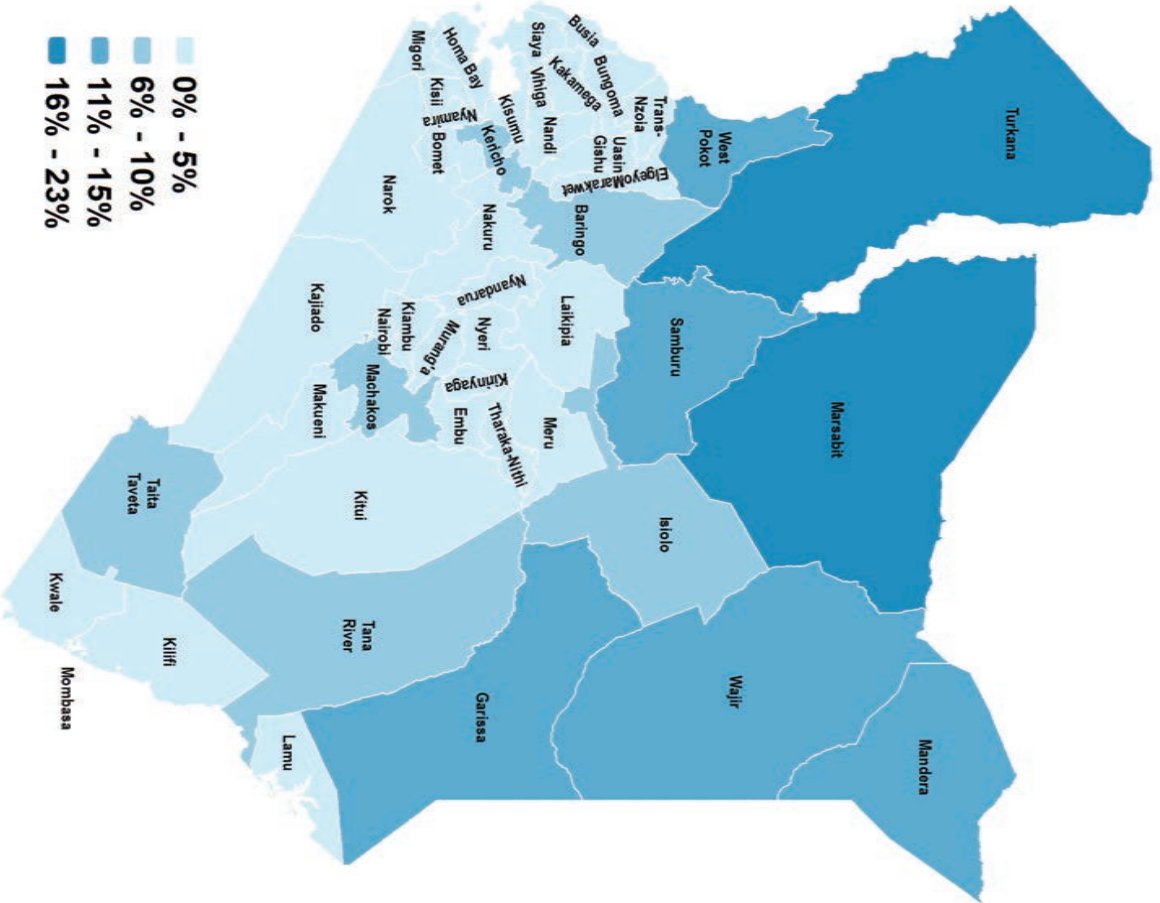 Turkana
Mandera
Marsabit
Wajir
West
Pokot
Samburu
Isiolo
Trans-
Nzoia
ElgeyoMarakwet
Uasin
Gishu
Bungoma
Busia
Kakamega
Baringo
Laikipia
Nandi
Meru
Siaya
Vihiga
Kisumu
Tharaka-Nithi
Kericho
Nyandarua
Nakuru
Nyeri
Kirinyaga
Garissa
Homa Bay
Nyamira
Embu
Kisii
Bomet
Murang'a
Migori
Kiambu
Narok
Nairobi
Machakos
Kitui
Tana
River
Kajiado
Makueni
Lamu
0% - 5%
6% - 10%
11% - 15%
16% - 23%
Taita
Taveta
Kilifi
Kwale
Mombasa